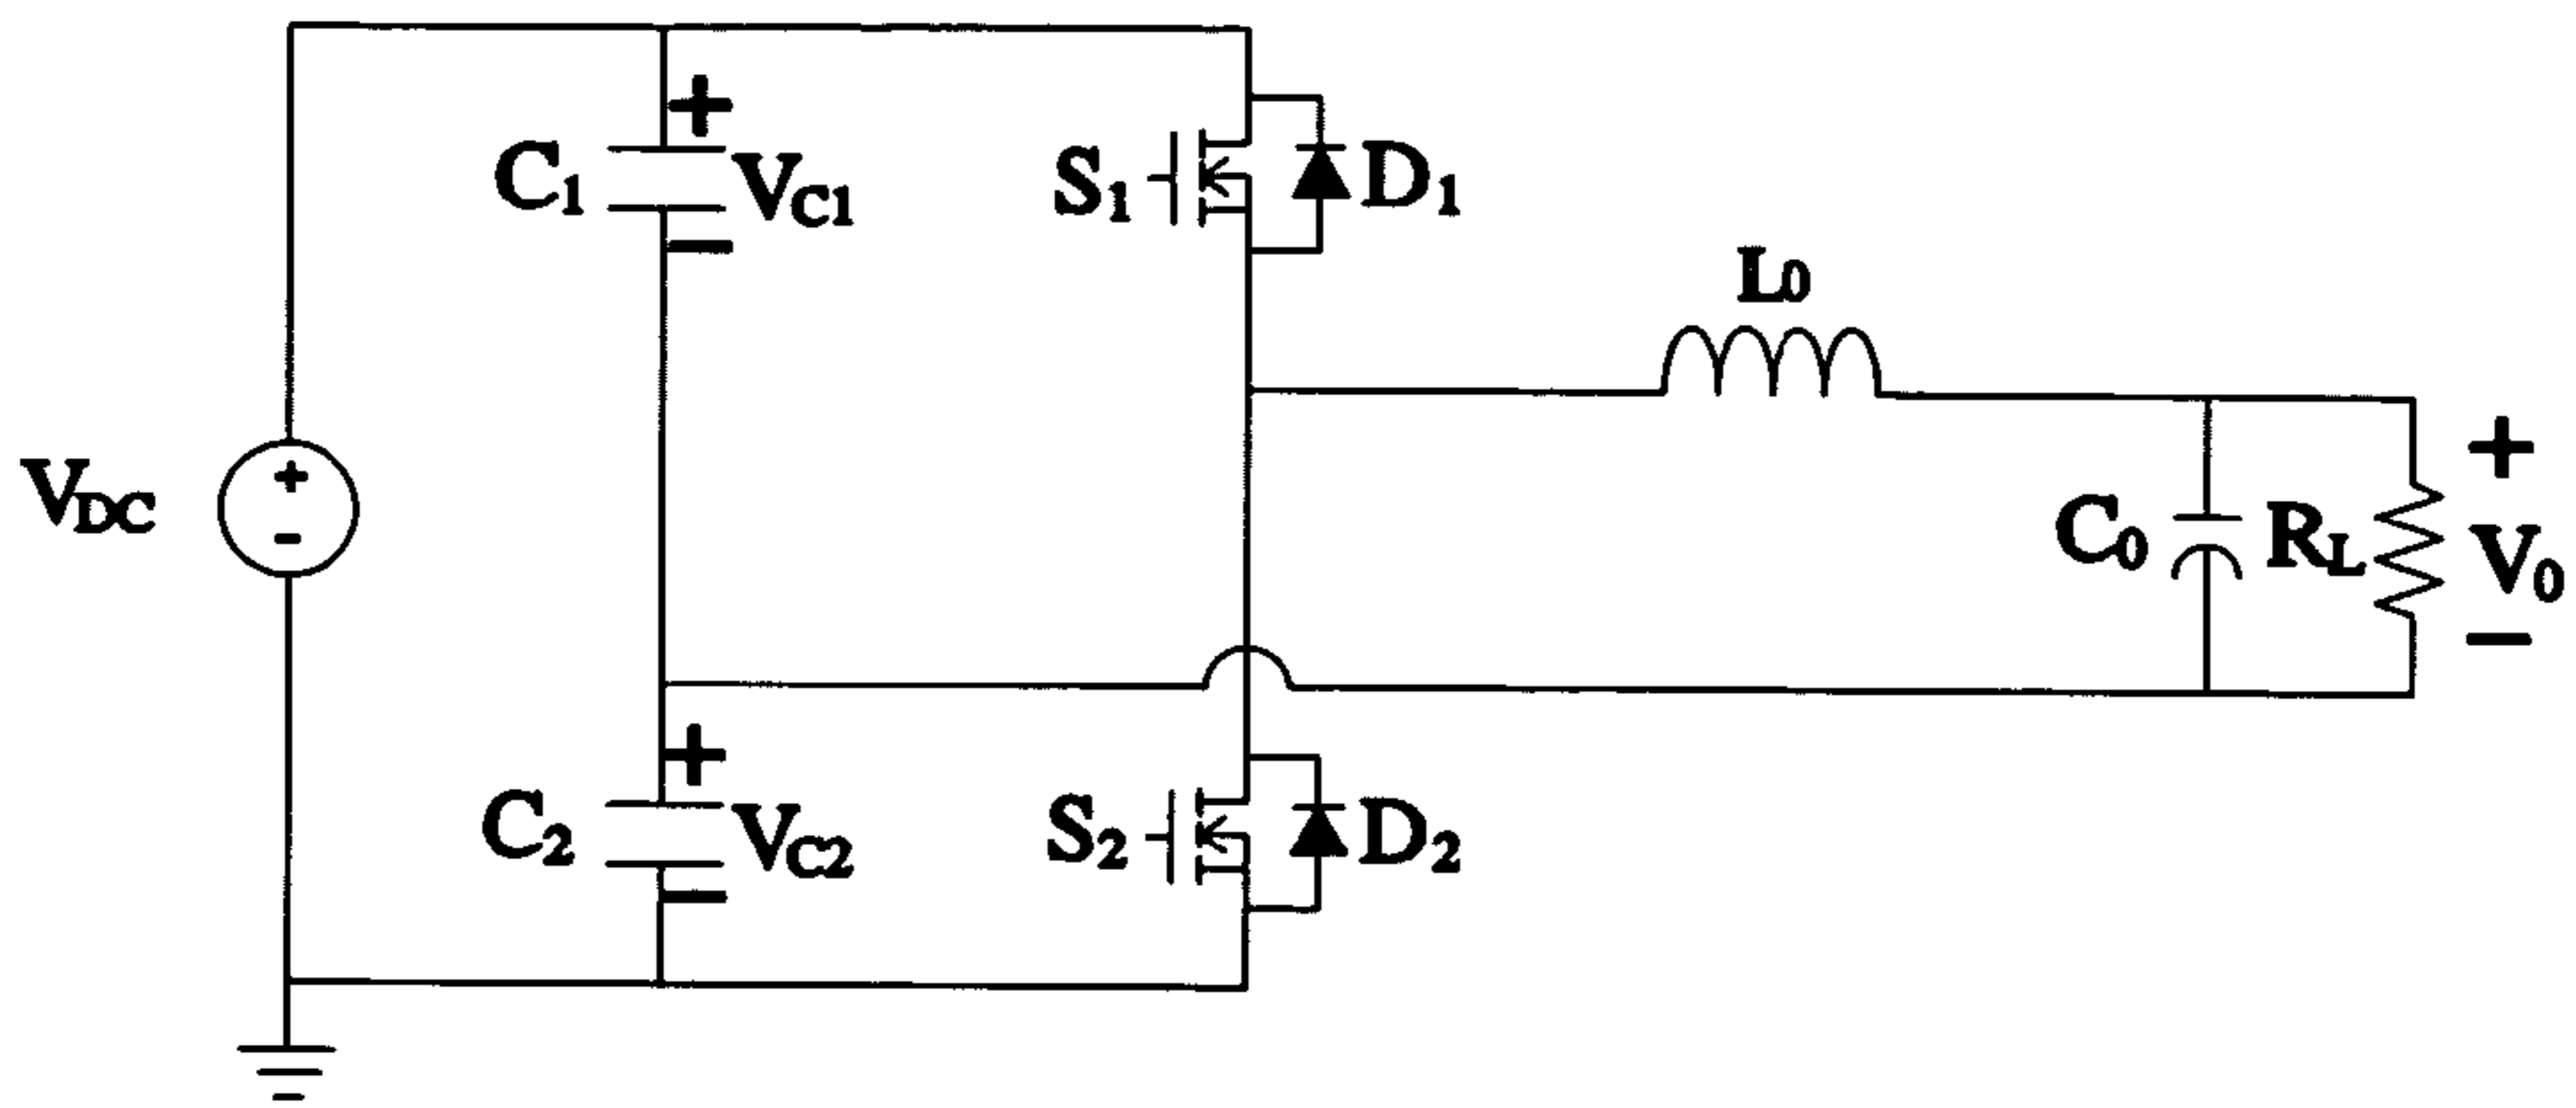 +
C1
VC1
−
S1
D1
L0
VDC
+
-
C0
RL
+
V0
−
+
C2
VC2
−
S2
D2